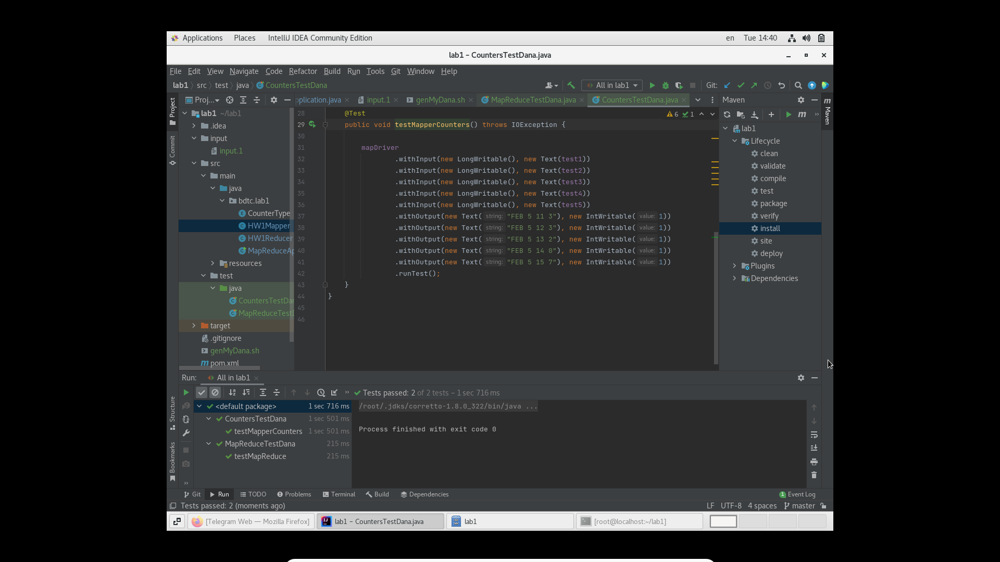 Applications Places IntelliJ IDEA Community Edition en Tue 14:40
lab1 – CountersTestDana.java
File Edit View Navigate Code Refactor Build Run Tools Git Window Help
lab1 src test java CountersTestDana All in lab1 Git:
Project
Proj...
plication.java input.1 genMyDana.sh MapReduceTestDana.java CountersTestDana.java
Maven
Maven
Commit
lab1 ~/lab1
.idea
input
input.1
src
main
java
bdtc.lab1
CounterType
HW1Mapper
HW1Reducer
MapReduceAp
resources
test
java
CountersTestDa
MapReduceTest
target
.gitignore
genMyDana.sh
pom.xml
6 1
28 @Test
29 public void testMapperCounters() throws IOException {
30
31 mapDriver
32 .withInput(new LongWritable(), new Text(test1))
33 .withInput(new LongWritable(), new Text(test2))
34 .withInput(new LongWritable(), new Text(test3))
35 .withInput(new LongWritable(), new Text(test4))
36 .withInput(new LongWritable(), new Text(test5))
37 .withOutput(new Text( string: "FEB 5 11 3"), new IntWritable( value: 1))
38 .withOutput(new Text( string: "FEB 5 12 3"), new IntWritable( value: 1))
39 .withOutput(new Text( string: "FEB 5 13 2"), new IntWritable( value: 1))
40 .withOutput(new Text( string: "FEB 5 14 0"), new IntWritable( value: 1))
41 .withOutput(new Text( string: "FEB 5 15 7"), new IntWritable( value: 1))
42 .runTest();
43 }
44 }
45
46
lab1
Lifecycle
clean
validate
compile
test
package
verify
install
site
deploy
Plugins
Dependencies
Run: All in lab1
Tests passed: 2 of 2 tests – 1 sec 716 ms
<default package> 1 sec 716 ms
CountersTestDana 1 sec 501 ms
testMapperCounters 1 sec 501 ms
MapReduceTestDana 215 ms
testMapReduce 215 ms
/root/.jdks/corretto-1.8.0_322/bin/java ...
Process finished with exit code 0
Structure
Bookmarks
Git Run TODO Problems Terminal Build Dependencies 1 Event Log
Tests passed: 2 (moments ago) LF UTF-8 4 spaces master
[Telegram Web — Mozilla Firefox] lab1 – CountersTestDana.java lab1 [root@localhost:~/lab1]